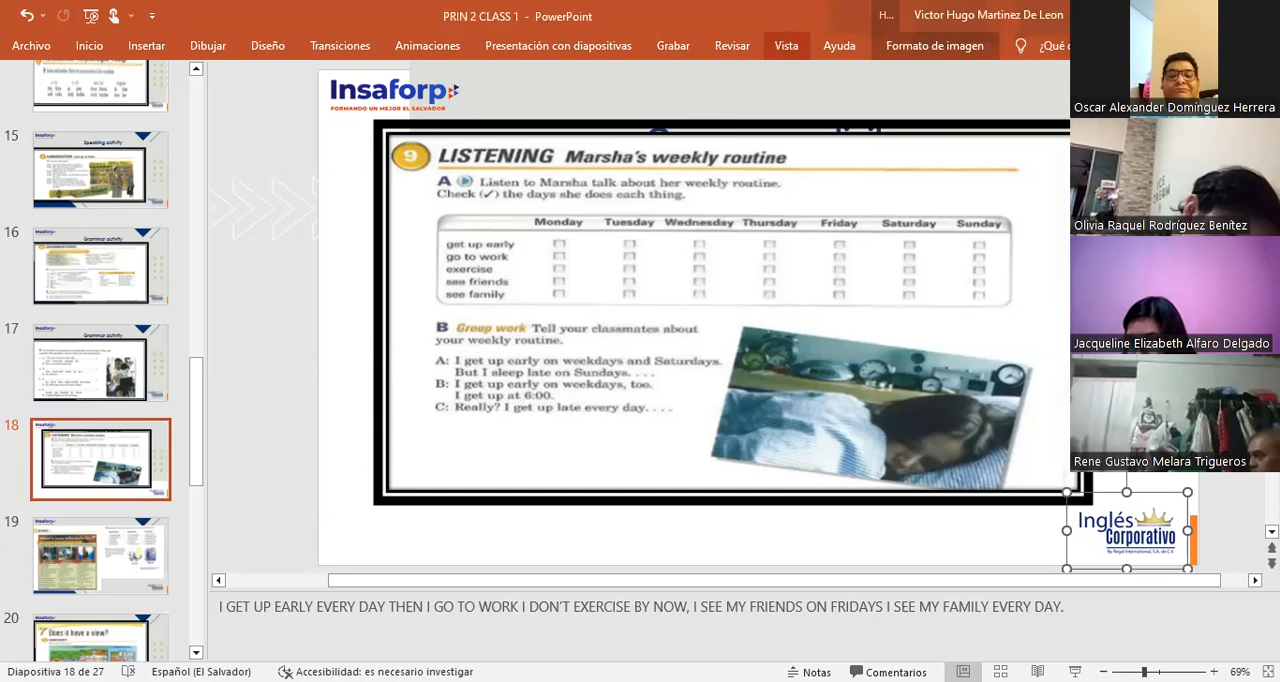 PRIN 2 CLASS 1 - PowerPoint
H...
Victor Hugo Martinez De Leon
Archivo Inicio Insertar Dibujar Diseño Transiciones Animaciones Presentación con diapositivas Grabar Revisar Vista Ayuda Formato de imagen ¿Qué
15
Speaking activity
16
Grammar activity
17
Grammar activity
18
19
20
Does it have a view?
Insaforp
FORMANDO UN MEJOR EL SALVADOR
9 LISTENING Marsha's weekly routine
A Listen to Marsha talk about her weekly routine.
Check (✓) the days she does each thing.
Monday Tuesday Wednesday Thursday Friday Saturday Sunday
get up early
go to work
exercise
see friends
see family
B Group work Tell your classmates about
your weekly routine.
A: I get up early on weekdays and Saturdays.
But I sleep late on Sundays. . . .
B: I get up early on weekdays, too.
I get up at 6:00.
C: Really? I get up late every day. . . .
Inglés
Corporativo
By Regal International, S.A. de C.V.
Oscar Alexander Domínguez Herrera
Olivia Raquel Rodríguez Benítez
Jacqueline Elizabeth Alfaro Delgado
Rene Gustavo Melara Trigueros
I GET UP EARLY EVERY DAY THEN I GO TO WORK I DON'T EXERCISE BY NOW, I SEE MY FRIENDS ON FRIDAYS I SEE MY FAMILY EVERY DAY.
Diapositiva 18 de 27 Español (El Salvador) Accesibilidad: es necesario investigar Notas Comentarios 69%